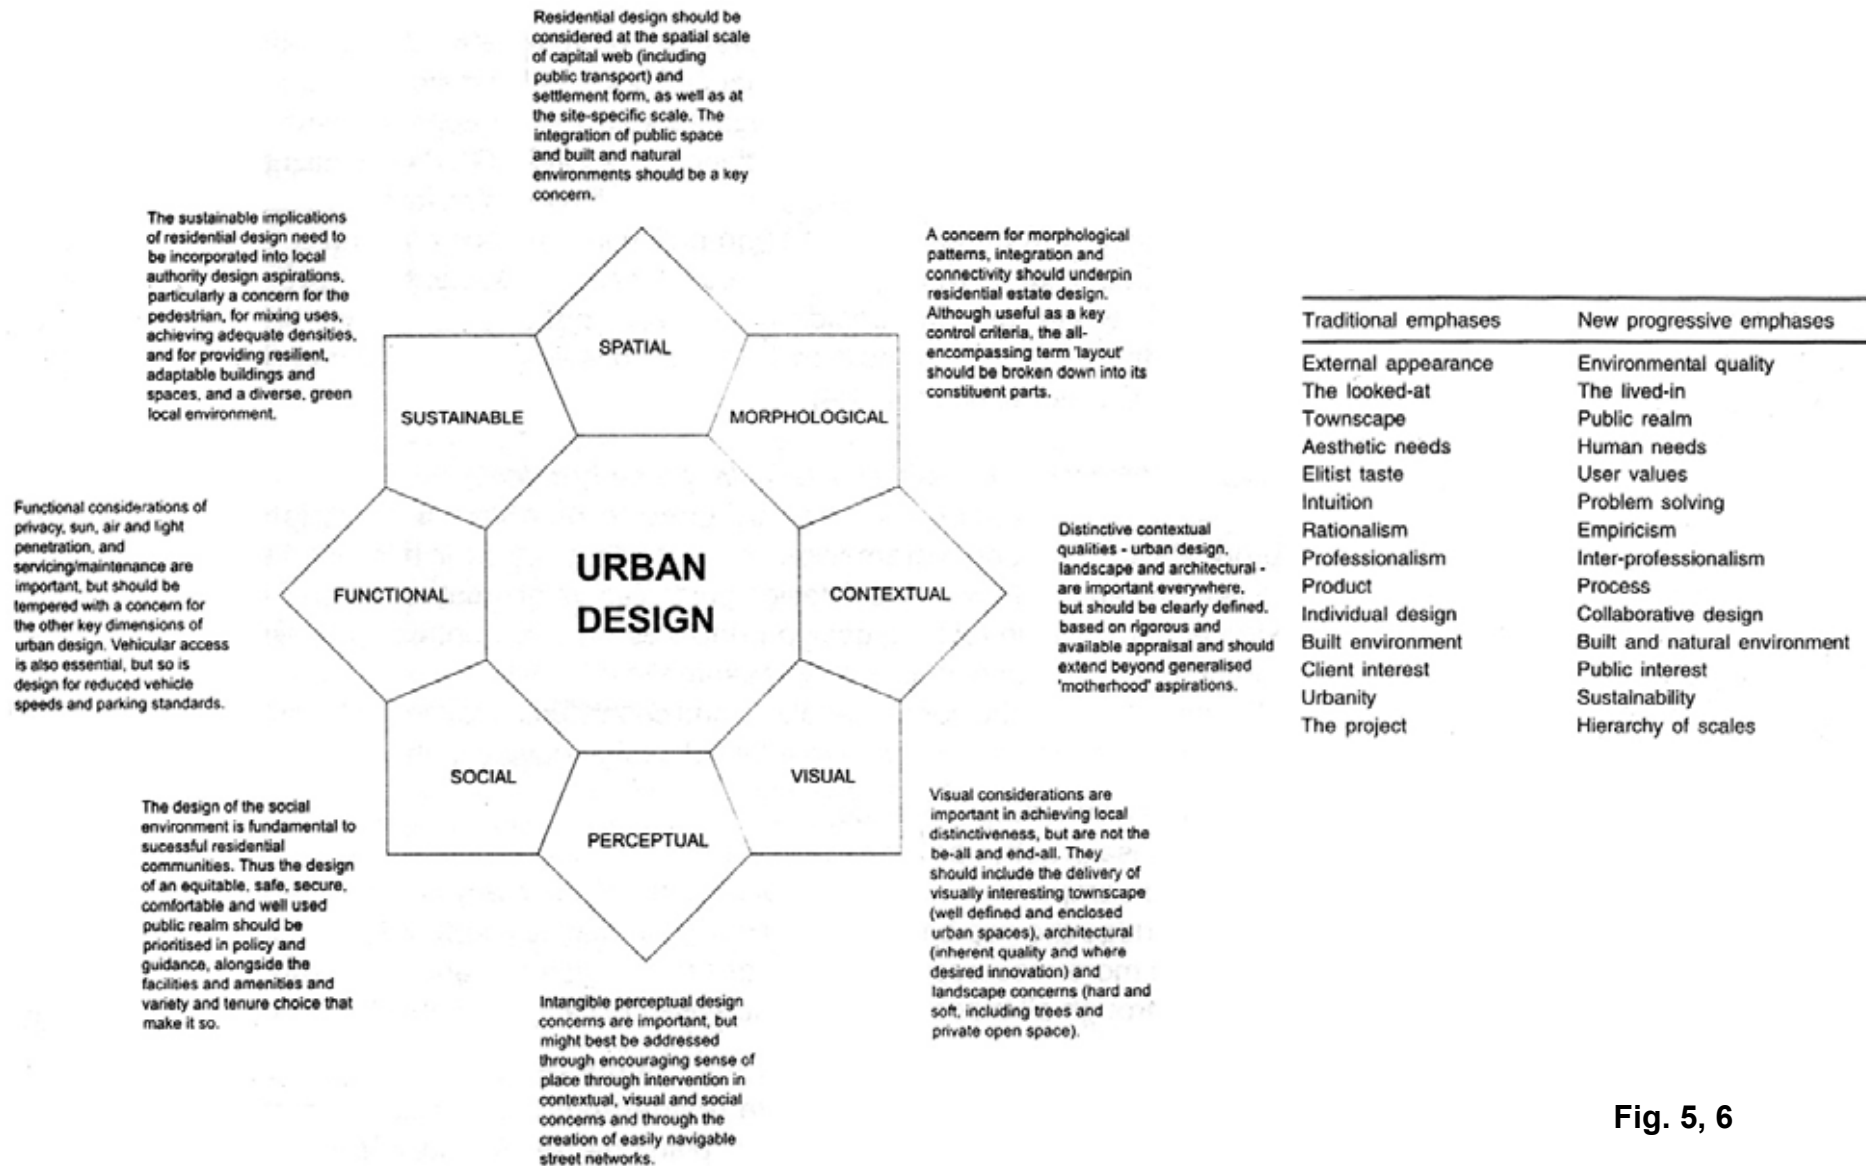 Residential design should be
considered at the spatial scale
of capital web (including
public transport) and
settlement form, as well as at
the site-specific scale. The
integration of public space
and built and natural
environments should be a key
concern.
The sustainable implications
of residential design need to
be incorporated into local
authority design aspirations,
particularly a concern for the
pedestrian, for mixing uses,
achieving adequate densities,
and for providing resilient,
adaptable buildings and
spaces, and a diverse, green
local environment.
A concern for morphological
patterns, integration and
connectivity should underpin
residential estate design.
Although useful as a key
control criteria, the all-
encompassing term 'layout'
should be broken down into its
constituent parts.
Functional considerations of
privacy, sun, air and light
penetration, and
servicing/maintenance are
important, but should be
tempered with a concern for
the other key dimensions of
urban design. Vehicular access
is also essential, but so is
design for reduced vehicle
speeds and parking standards.
Distinctive contextual
qualities - urban design,
landscape and architectural -
are important everywhere,
but should be clearly defined,
based on rigorous and
available appraisal and should
extend beyond generalised
'motherhood' aspirations.
The design of the social
environment is fundamental to
sucessful residential
communities. Thus the design
of an equitable, safe, secure,
comfortable and well used
public realm should be
prioritised in policy and
guidance, alongside the
facilities and amenities and
variety and tenure choice that
make it so.
Visual considerations are
important in achieving local
distinctiveness, but are not the
be-all and end-all. They
should include the delivery of
visually interesting townscape
(well defined and enclosed
urban spaces), architectural
(inherent quality and where
desired innovation) and
landscape concerns (hard and
soft, including trees and
private open space).
Intangible perceptual design
concerns are important, but
might best be addressed
through encouraging sense of
place through intervention in
contextual, visual and social
concerns and through the
creation of easily navigable
street networks.
SPATIAL
SUSTAINABLE
MORPHOLOGICAL
FUNCTIONAL
URBAN
DESIGN
CONTEXTUAL
SOCIAL
VISUAL
PERCEPTUAL
Traditional emphases New progressive emphases
External appearance Environmental quality
The looked-at The lived-in
Townscape Public realm
Aesthetic needs Human needs
Elitist taste User values
Intuition Problem solving
Rationalism Empiricism
Professionalism Inter-professionalism
Product Process
Individual design Collaborative design
Built environment Built and natural environment
Client interest Public interest
Urbanity Sustainability
The project Hierarchy of scales
Fig. 5, 6